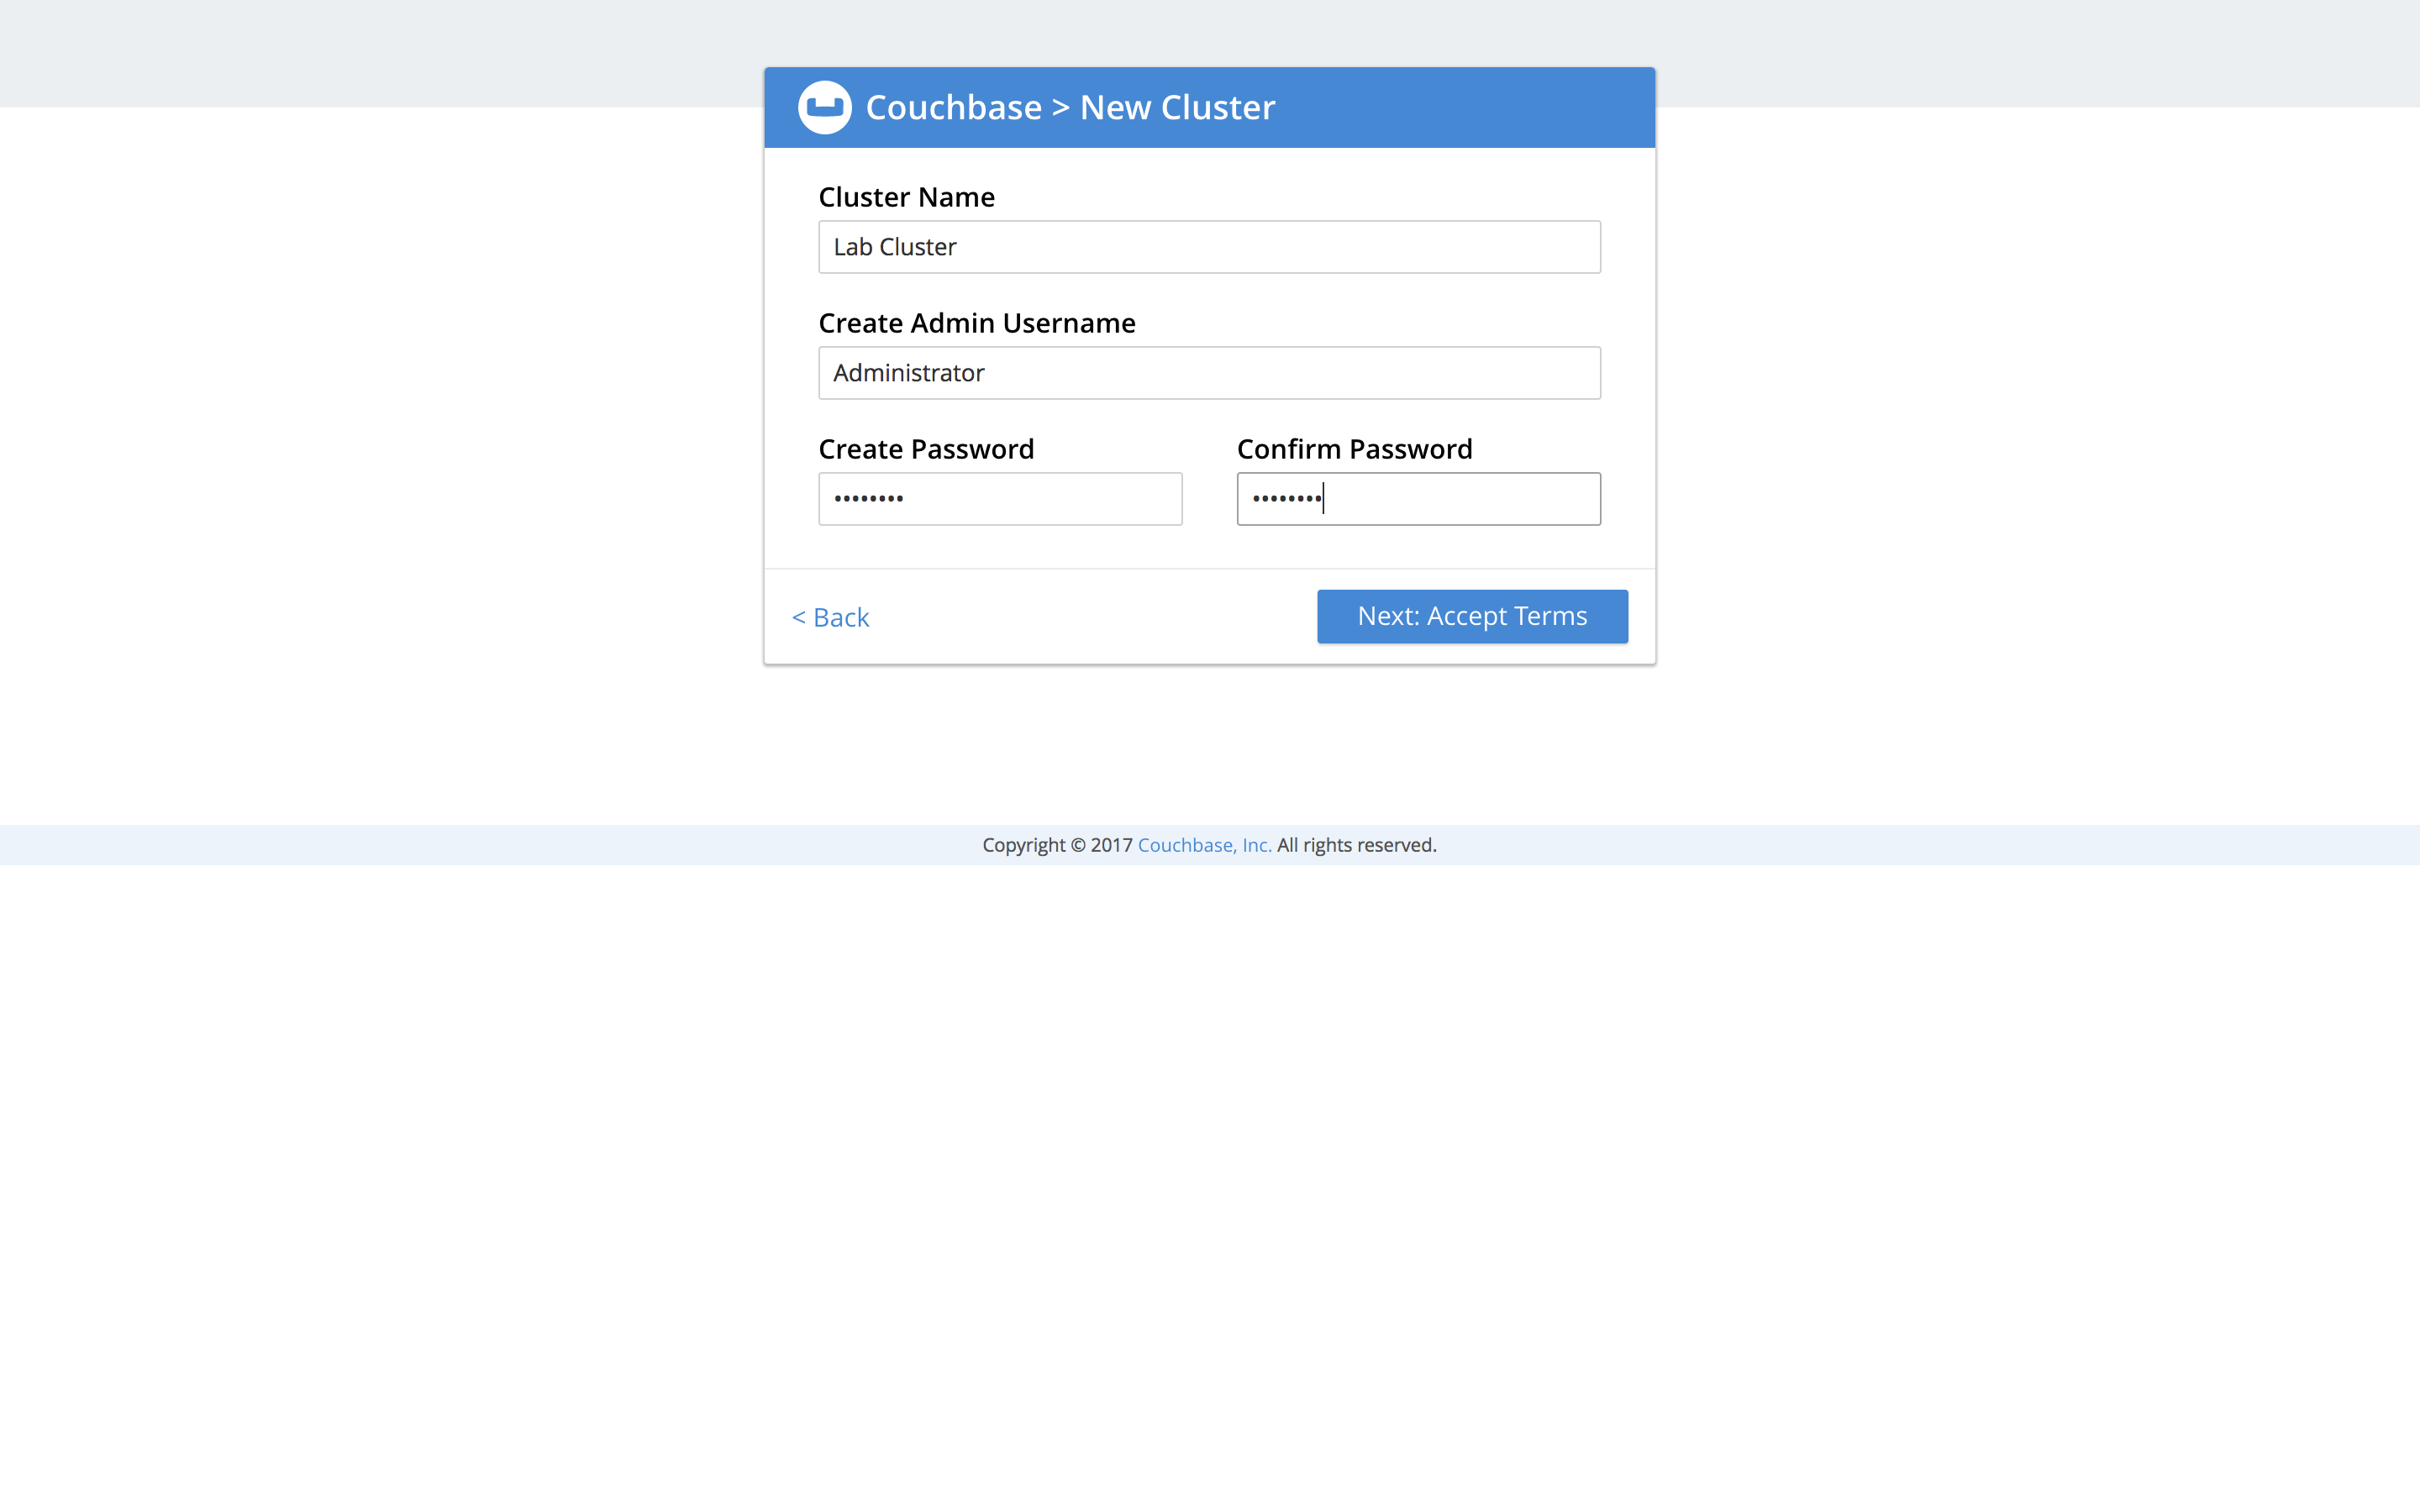 Couchbase > New Cluster
Cluster Name
Lab Cluster
Create Admin Username
Administrator
Create Password
Confirm Password
••••••••
••••••••
< Back
Next: Accept Terms
Copyright © 2017 Couchbase, Inc. All rights reserved.